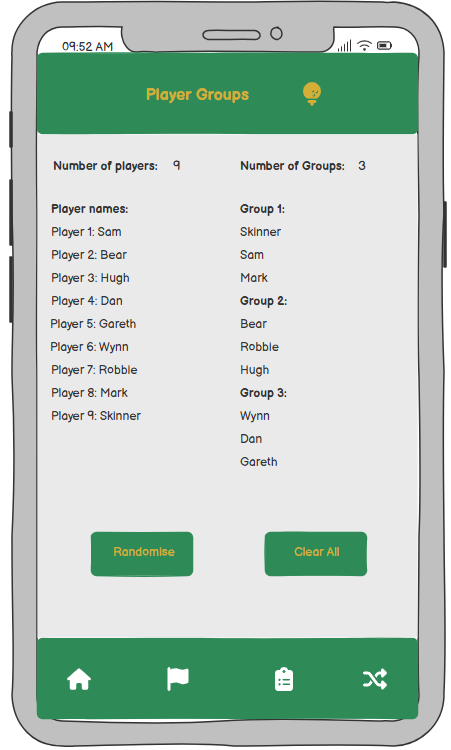 09:52 AM
Player Groups
Number of players: 9
Number of Groups: 3
Player names:
Player 1: Sam
Player 2: Bear
Player 3: Hugh
Player 4: Dan
Player 5: Gareth
Player 6: Wynn
Player 7: Robbie
Player 8: Mark
Player 9: Skinner
Group 1:
Skinner
Sam
Mark
Group 2:
Bear
Robbie
Hugh
Group 3:
Wynn
Dan
Gareth
Randomise
Clear All